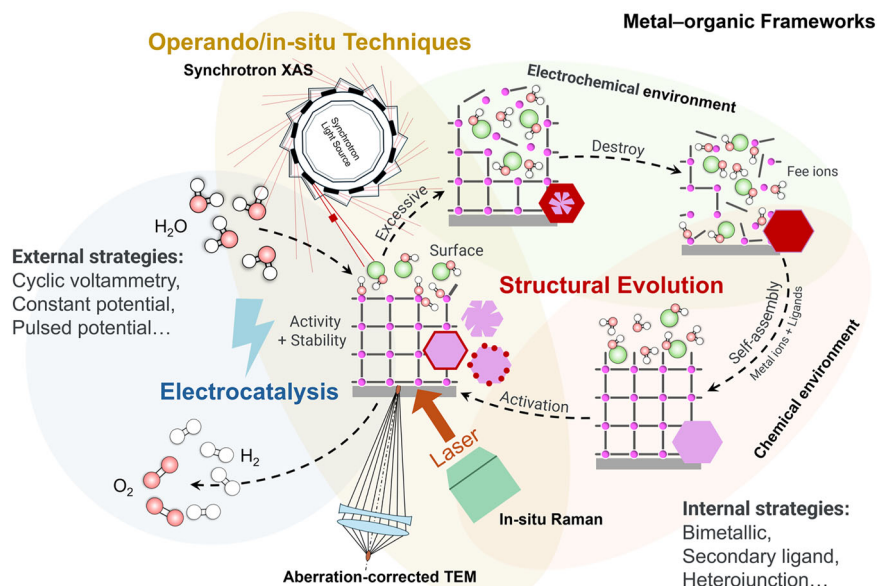 Metal–organic Frameworks
Operando/in-situ Techniques
Synchrotron XAS
Synchrotron
Light Source
Electrochemical environment
Excessive
Destroy
Fee ions
H2O
External strategies:
Cyclic voltammetry,
Constant potential,
Pulsed potential…
Surface
Activity
+ Stability
Structural Evolution
Self-assembly
Metal ions + Ligands
Chemical environment
Electrocatalysis
Activation
H2
O2
Laser
In-situ Raman
Aberration-corrected TEM
Internal strategies:
Bimetallic,
Secondary ligand,
Heterojunction…